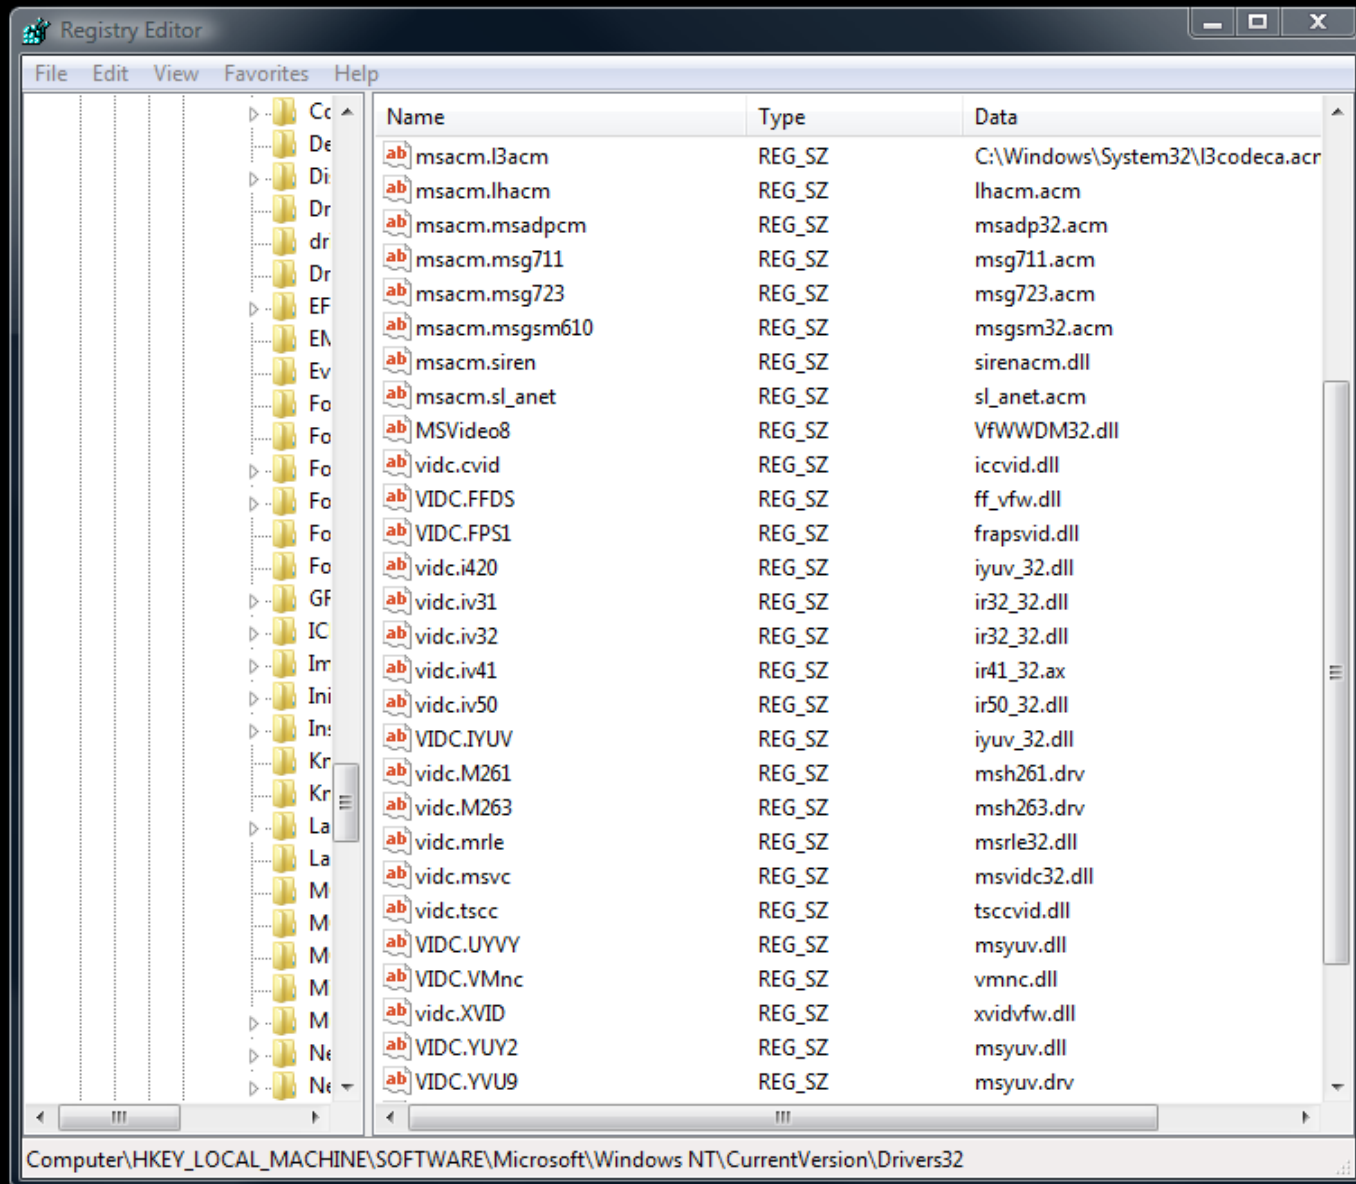 Registry Editor
File Edit View Favorites Help
Name Type Data
msacm.l3acm REG_SZ C:\Windows\System32\l3codeca.acr
msacm.lhacm REG_SZ lhacm.acm
msacm.msadpcm REG_SZ msadp32.acm
msacm.msg711 REG_SZ msg711.acm
msacm.msg723 REG_SZ msg723.acm
msacm.msgsm610 REG_SZ msgsm32.acm
msacm.siren REG_SZ sirenacm.dll
msacm.sl_anet REG_SZ sl_anet.acm
MSVideo8 REG_SZ VfWWDM32.dll
vidc.cvid REG_SZ iccvid.dll
VIDC.FFDS REG_SZ ff_vfw.dll
VIDC.FPS1 REG_SZ frapsvid.dll
vidc.i420 REG_SZ iyuv_32.dll
vidc.iv31 REG_SZ ir32_32.dll
vidc.iv32 REG_SZ ir32_32.dll
vidc.iv41 REG_SZ ir41_32.ax
vidc.iv50 REG_SZ ir50_32.dll
VIDC.IYUV REG_SZ iyuv_32.dll
vidc.M261 REG_SZ msh261.drv
vidc.M263 REG_SZ msh263.drv
vidc.mrle REG_SZ msrle32.dll
vidc.msvc REG_SZ msvidc32.dll
vidc.tscc REG_SZ tsccvid.dll
VIDC.UYVY REG_SZ msyuv.dll
VIDC.VMnc REG_SZ vmnc.dll
vidc.XVID REG_SZ xvidvfw.dll
VIDC.YUY2 REG_SZ msyuv.dll
VIDC.YVU9 REG_SZ msyuv.drv
Computer\HKEY_LOCAL_MACHINE\SOFTWARE\Microsoft\Windows NT\CurrentVersion\Drivers32